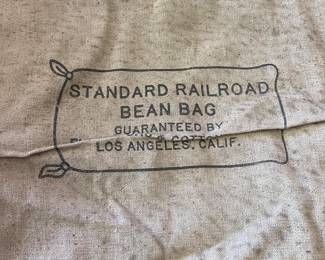 STANDARD RAILROAD
BEAN BAG
GUARANTEED BY
LOS ANGELES, CALIF.